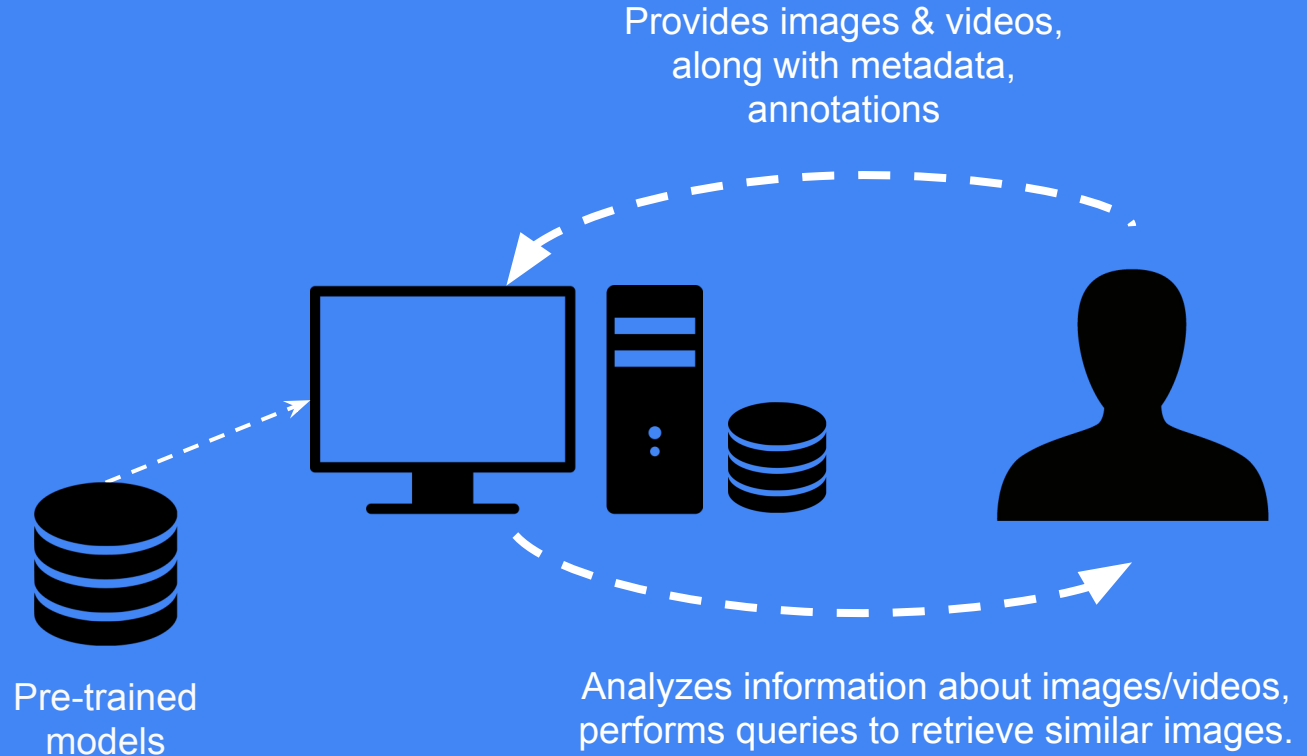 Provides images & videos,
along with metadata,
annotations
Pre-trained
models
Analyzes information about images/videos,
performs queries to retrieve similar images.